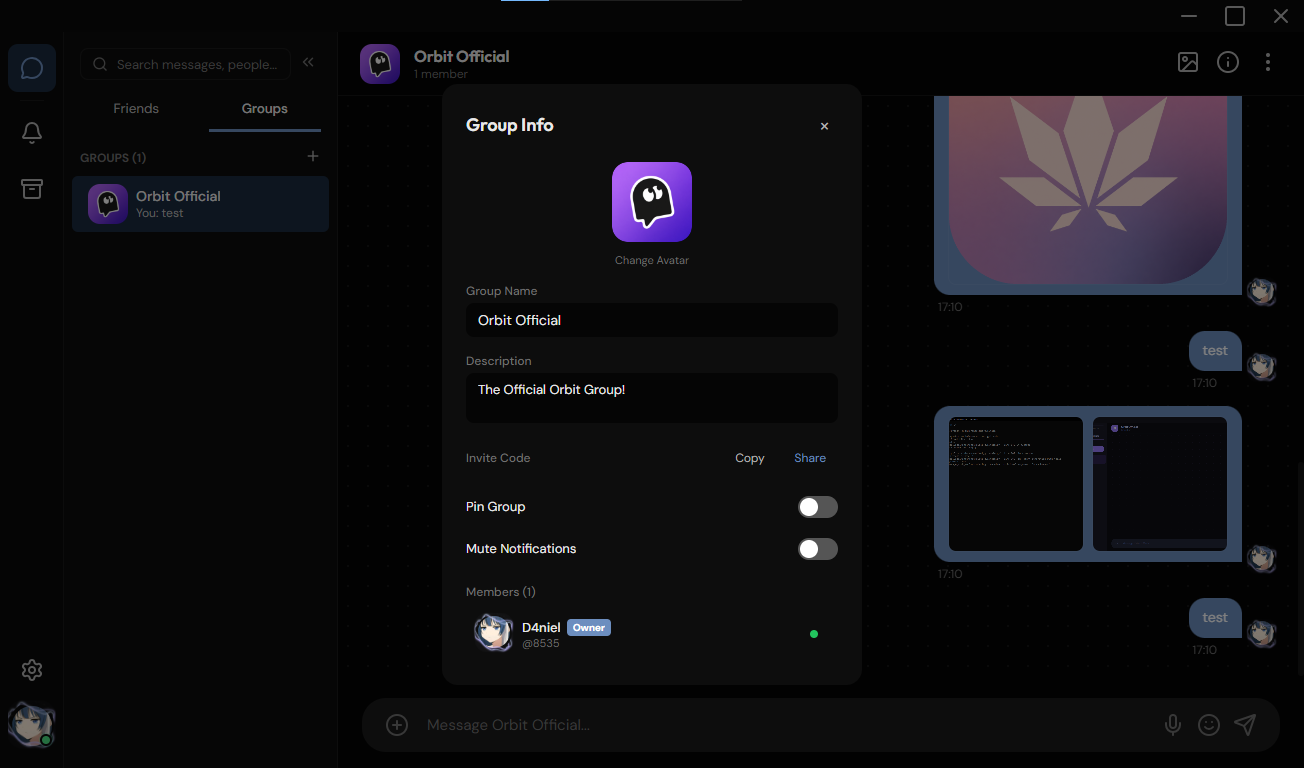 Search messages, people...
Friends
Groups
GROUPS (1)
Orbit Official
You: test
Orbit Official
1 member
Group Info
×
Change Avatar
Group Name
Orbit Official
Description
The Official Orbit Group!
Invite Code
Copy
Share
Pin Group
Mute Notifications
Members (1)
D4niel
Owner
@8535
17:10
test
17:10
17:10
test
17:10
Message Orbit Official...